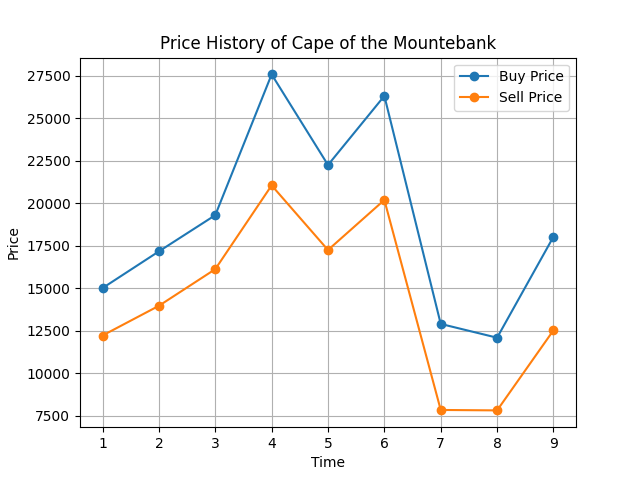 Price History of Cape of the Mountebank
Buy Price
Sell Price
27500
25000
22500
20000
17500
15000
12500
10000
7500
Price
1 2 3 4 5 6 7 8 9
Time